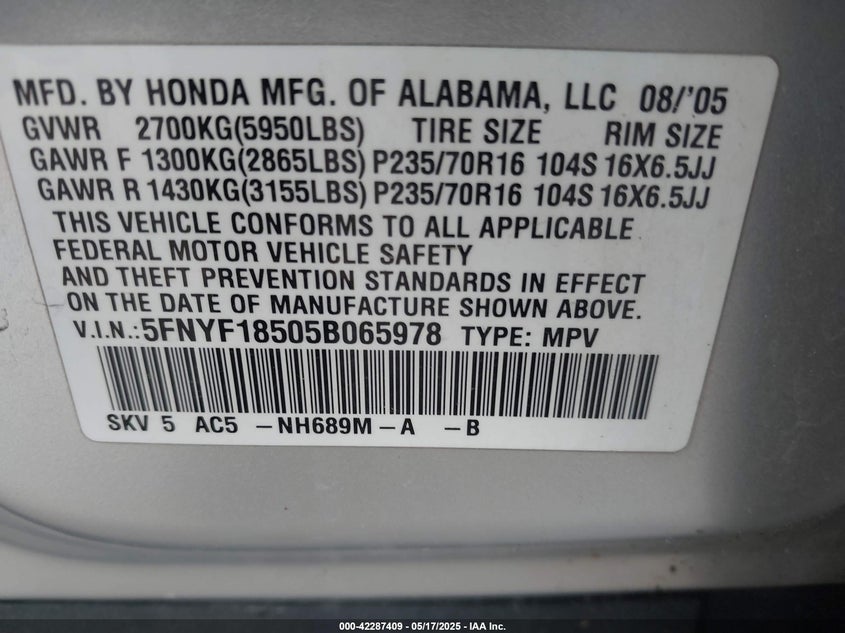 MFD. BY HONDA MFG. OF ALABAMA, LLC 08/'05
GVWR 2700KG(5950LBS) TIRE SIZE RIM SIZE
GAWR F 1300KG(2865LBS) P235/70R16 104S 16X6.5JJ
GAWR R 1430KG(3155LBS) P235/70R16 104S 16X6.5JJ
THIS VEHICLE CONFORMS TO ALL APPLICABLE
FEDERAL MOTOR VEHICLE SAFETY
AND THEFT PREVENTION STANDARDS IN EFFECT
ON THE DATE OF MANUFACTURE SHOWN ABOVE.
V.I.N.:5FNYF18505B065978 TYPE: MPV
SKV 5 AC5 -NH689M-A -B
000-42287409 — 05/17/2025 — IAA Inc.